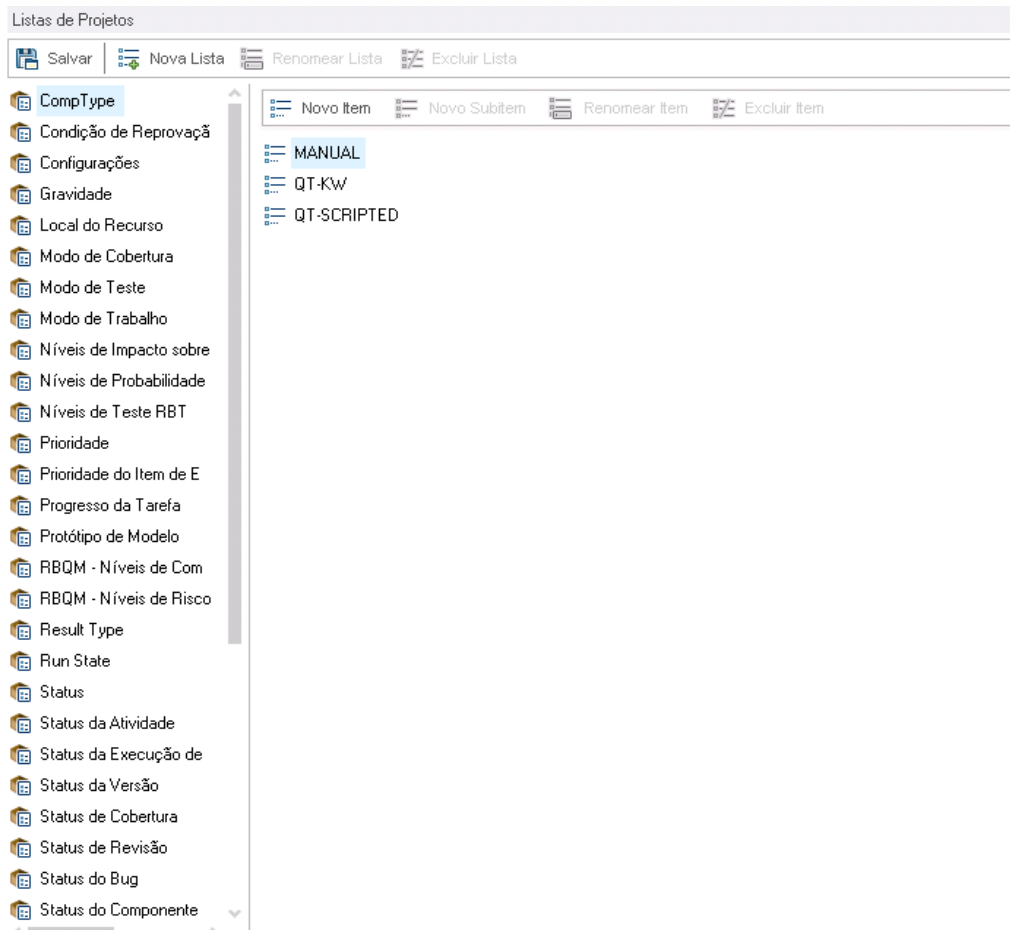 Listas de Projetos
Salvar Nova Lista Renomear Lista Excluir Lista
CompType
Condição de Reprovaçã
Configurações
Gravidade
Local do Recurso
Modo de Cobertura
Modo de Teste
Modo de Trabalho
Níveis de Impacto sobre
Níveis de Probabilidade
Níveis de Teste RBT
Prioridade
Prioridade do Item de E
Progresso da Tarefa
Protótipo de Modelo
RBQM - Níveis de Com
RBQM - Níveis de Risco
Result Type
Run State
Status
Status da Atividade
Status da Execução de
Status da Versão
Status de Cobertura
Status de Revisão
Status do Bug
Status do Componente
Novo Item Novo Subitem Renomear Item Excluir Item
MANUAL
QT-KW
QT-SCRIPTED